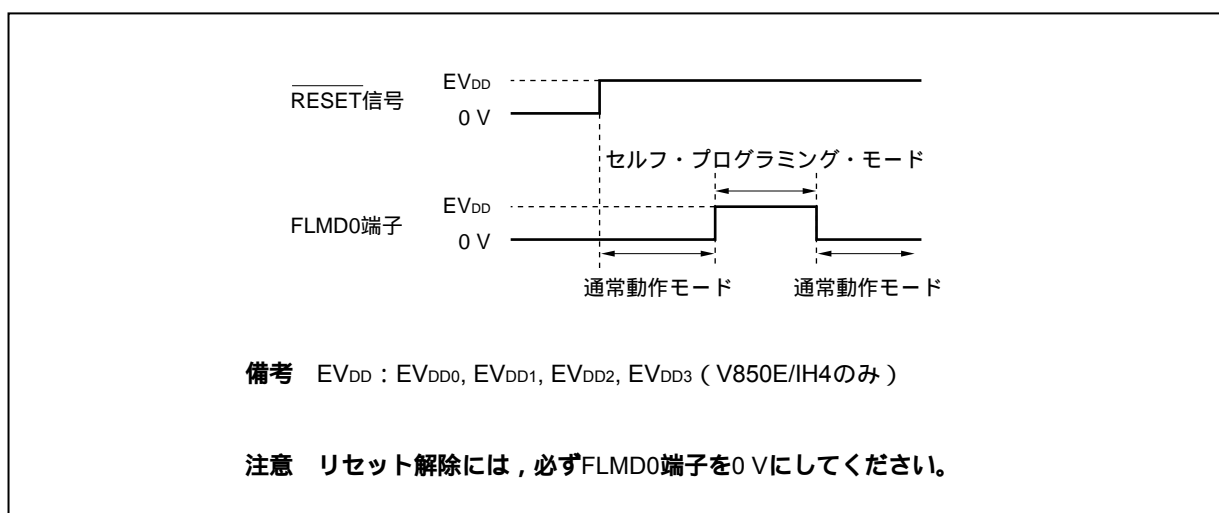 RESET信号
EVDD
0 V
セルフ・プログラミング・モード
FLMD0端子
EVDD
0 V
通常動作モード
通常動作モード
備考 EVDD：EVDD0, EVDD1, EVDD2, EVDD3（V850E/IH4のみ）
注意 リセット解除には，必ずFLMD0端子を0 Vにしてください。